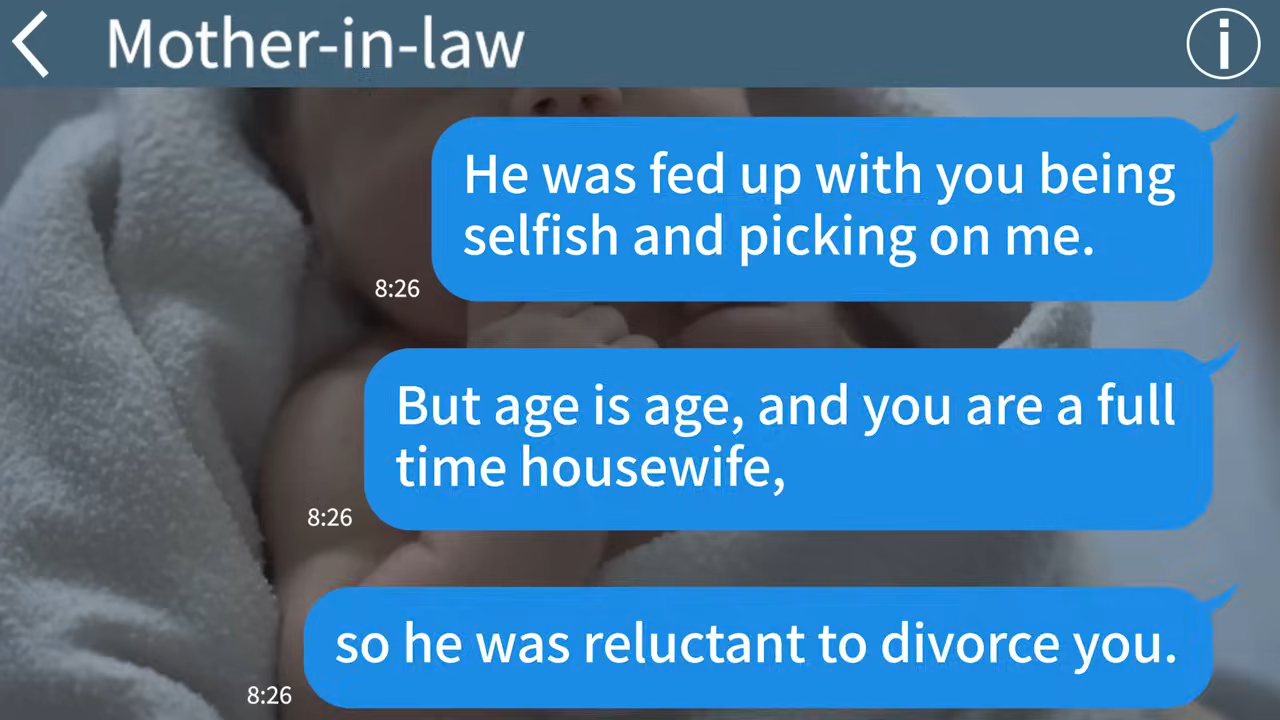 Mother-in-law
He was fed up with you being
selfish and picking on me.
8:26
But age is age, and you are a full
time housewife,
8:26
so he was reluctant to divorce you.
8:26